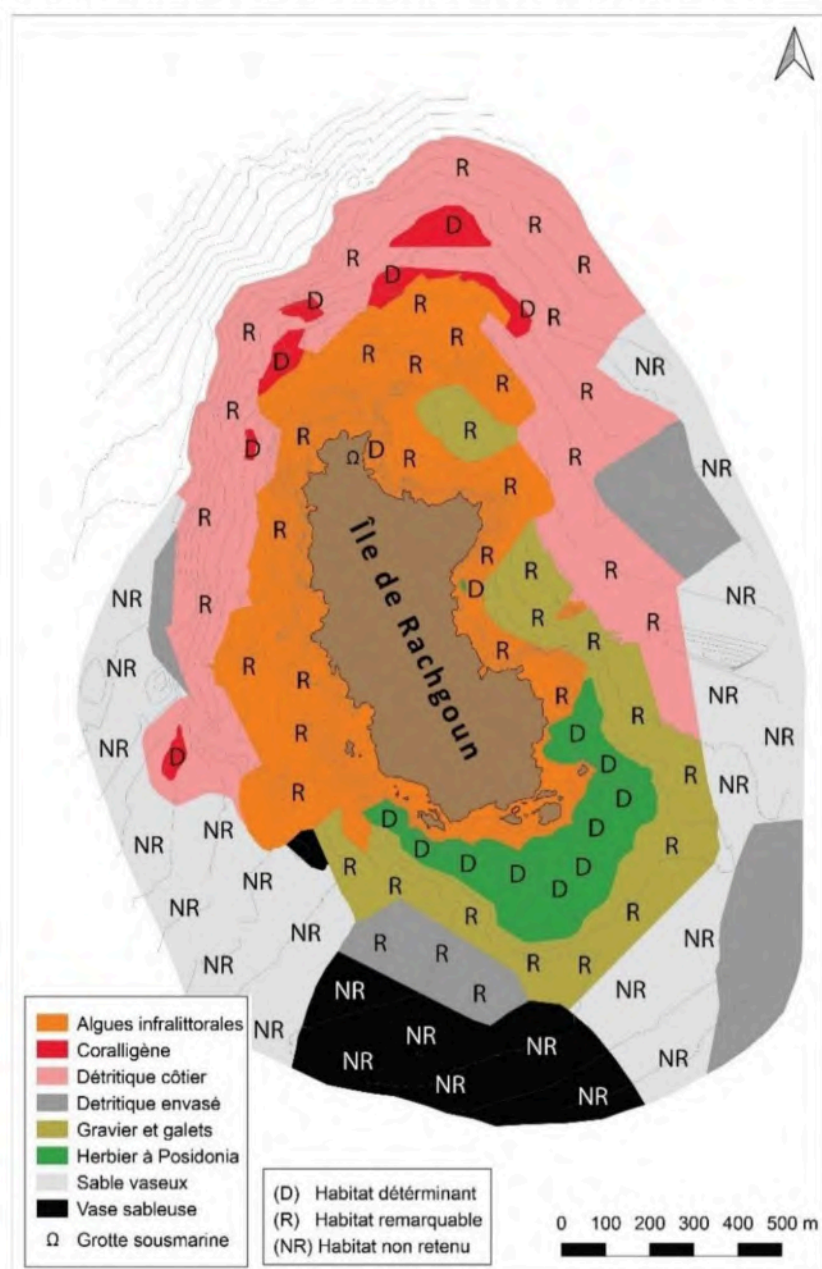 R
D R
R R
D
D R D R
R
R R
D R NR
R R
R
R
R D D R R NR
Ω
R
R
R Île de Rachgoun
R
R R
NR R D R NR
R R
R R
NR R R
R NR
R
NR D R D NR
D R NR
R D
NR NR D D R
D D D
NR R R D
NR R R
NR NR R R NR
R R R
NR R NR
NR NR NR NR
NR NR
NR NR
Algues infralittorales
Coralligène
Détritique côtier
Detritique envasé
Gravier et galets
Herbier à Posidonia
Sable vaseux
Vase sableuse
Ω Grotte sousmarine
(D) Habitat détérminant
(R) Habitat remarquable
(NR) Habitat non retenu
0 100 200 300 400 500 m